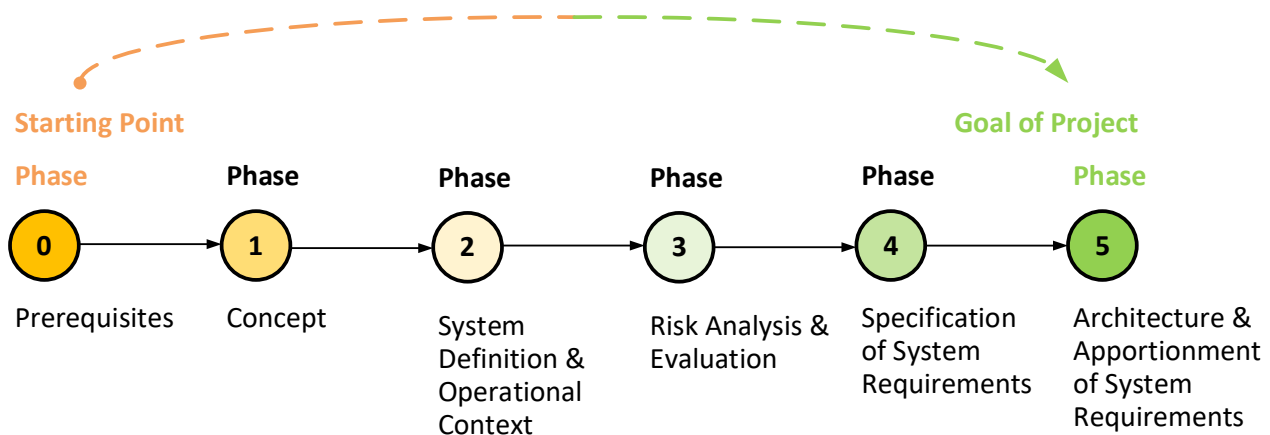 Starting Point
Goal of Project
Phase
Phase
Phase
Phase
Phase
Phase
0
1
2
3
4
5
Prerequisites
Concept
System
Definition &
Operational
Context
Risk Analysis &
Evaluation
Specification
of System
Requirements
Architecture &
Apportionment
of System
Requirements